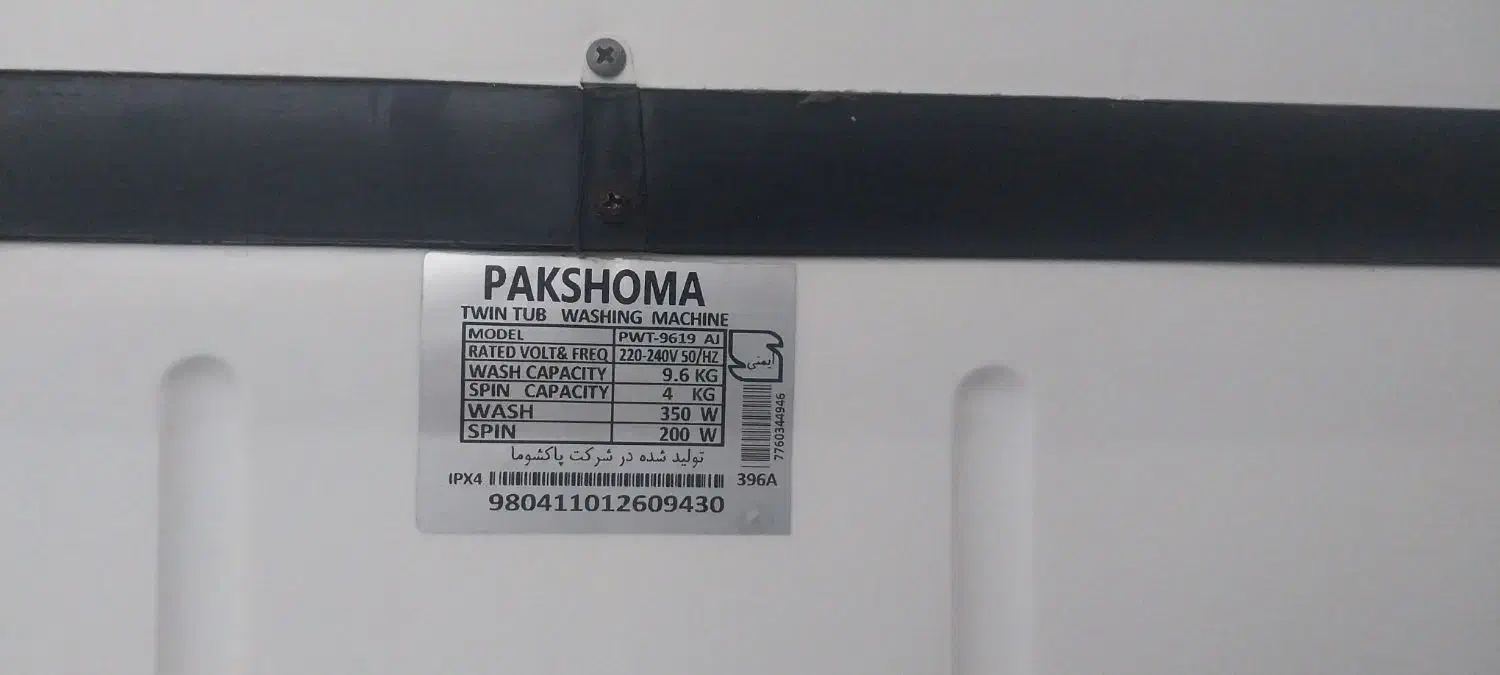 PAKSHOMA
TWIN TUB WASHING MACHINE
MODEL PWT-9619 AJ
RATED VOLT& FREQ 220-240V 50/HZ
WASH CAPACITY 9.6 KG
SPIN CAPACITY 4 KG
WASH 350 W
SPIN 200 W
ایمنی
7760344946
تولید شده در شرکت پاکشوما
IPX4 396A
980411012609430